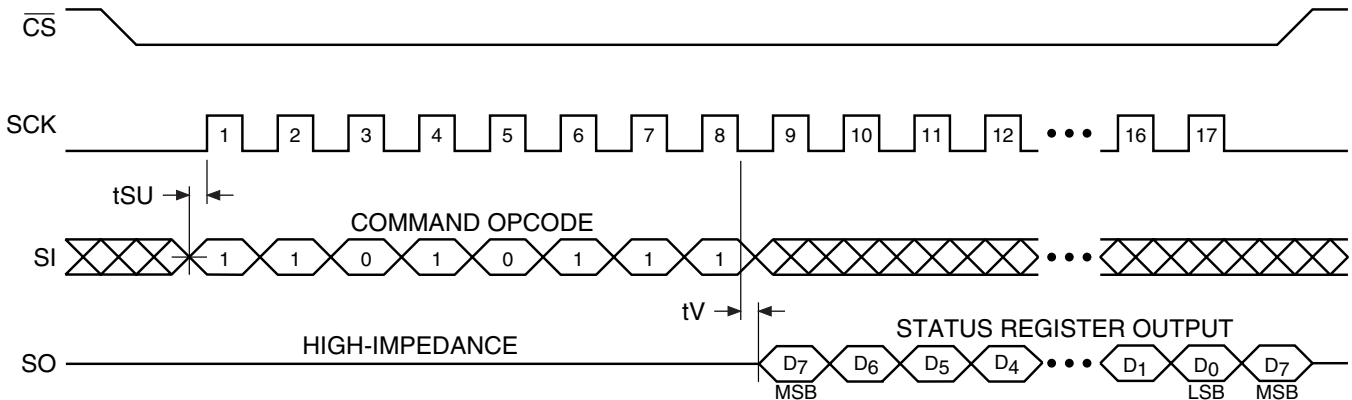 CS
SCK 1 2 3 4 5 6 7 8 9 10 11 12 ••• 16 17
tSU
COMMAND OPCODE
SI 1 1 0 1 0 1 1 1 •••
tV
STATUS REGISTER OUTPUT
HIGH-IMPEDANCE
SO D7 D6 D5 D4 ••• D1 D0 D7
MSB LSB MSB